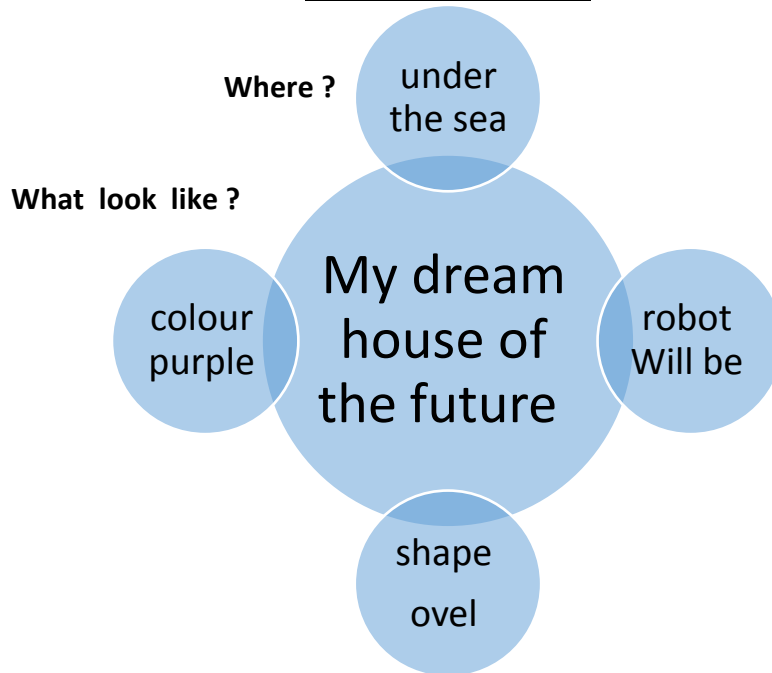 Where ?
under
the sea
What look like ?
My dream
house of
the future
colour
purple
robot
Will be
shape
ovel